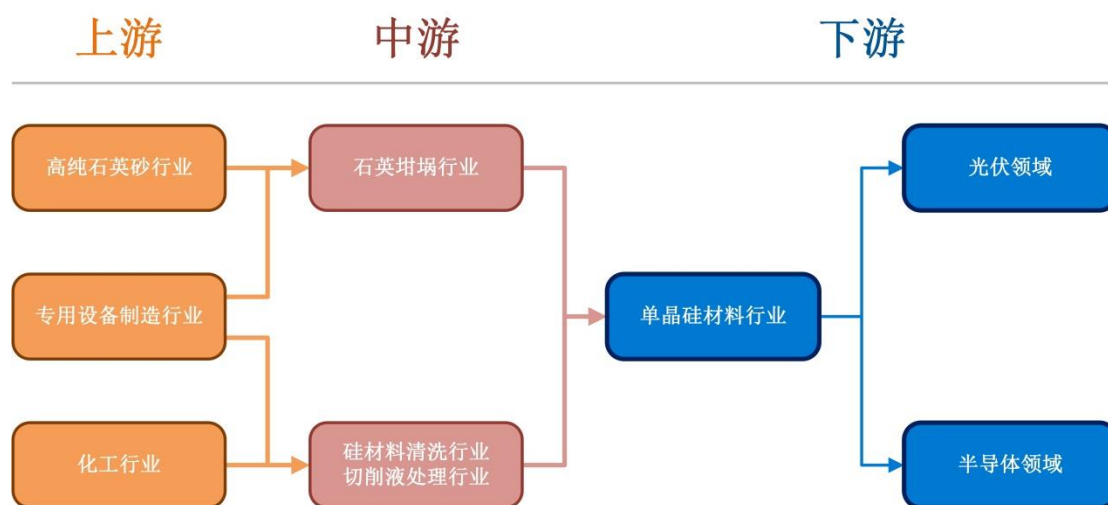 上游
中游
下游
高纯石英砂行业
石英坩埚行业
光伏领域
专用设备制造行业
单晶硅材料行业
化工行业
硅材料清洗行业
切削液处理行业
半导体领域